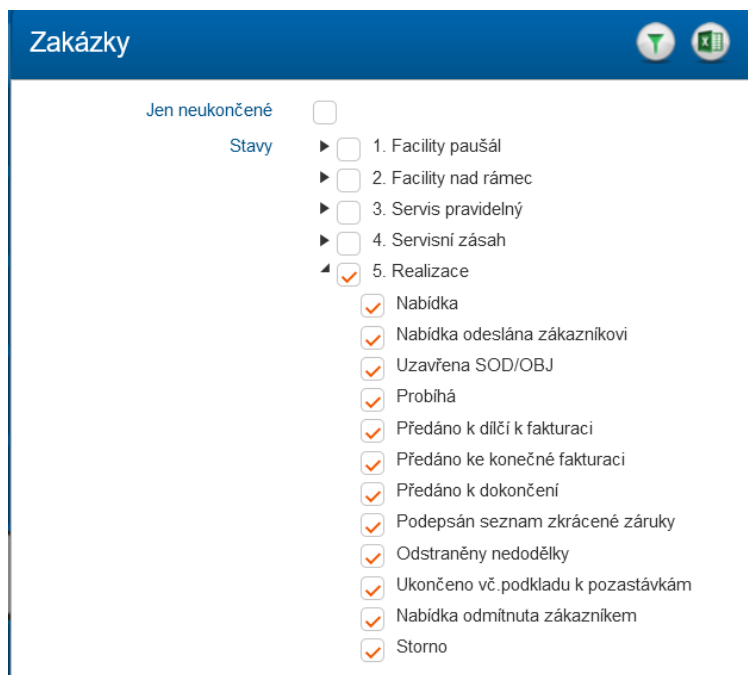 Zakázky
Jen neukončené
Stavy
1. Facility paušál
2. Facility nad rámec
3. Servis pravidelný
4. Servisní zásah
5. Realizace
Nabídka
Nabídka odeslána zákazníkovi
Uzavřena SOD/OBJ
Probíhá
Předáno k dílčí k fakturaci
Předáno ke konečné fakturaci
Předáno k dokončení
Podepsán seznam zkrácené záruky
Odstraněny nedodělky
Ukončeno vč.podkladu k pozastávkám
Nabídka odmítnuta zákazníkem
Storno